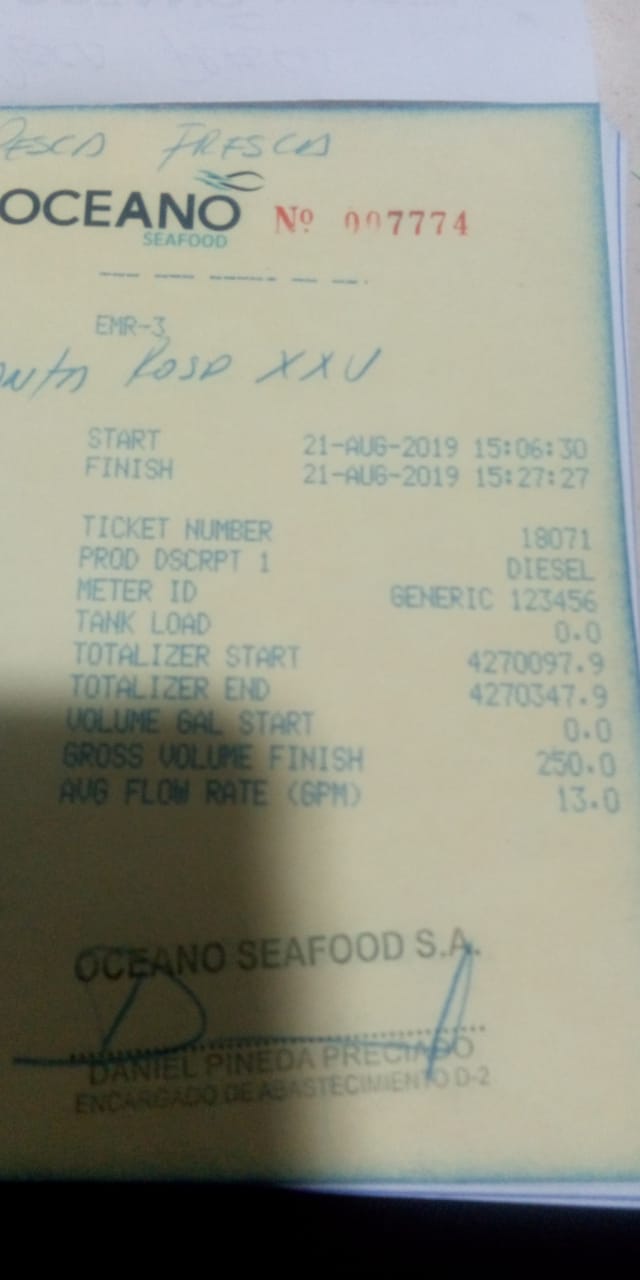 PESCA FRESCA
OCEANO
SEAFOOD
Nº 007774
EMR-3
Rosa XXV
START 21-AUG-2019 15:06:30
FINISH 21-AUG-2019 15:27:27
TICKET NUMBER 18071
PROD DSCRPT 1 DIESEL
METER ID GENERIC 123456
TANK LOAD 0.0
TOTALIZER START 4270097.9
TOTALIZER END 4270347.9
VOLUME GAL START 0.0
GROSS VOLUME FINISH 250.0
AVG FLOW RATE (GPM) 13.0
OCEANO SEAFOOD S.A.
DANIEL PINEDA PRECIADO
ENCARGADO DE ABASTECIMIENTO D-2